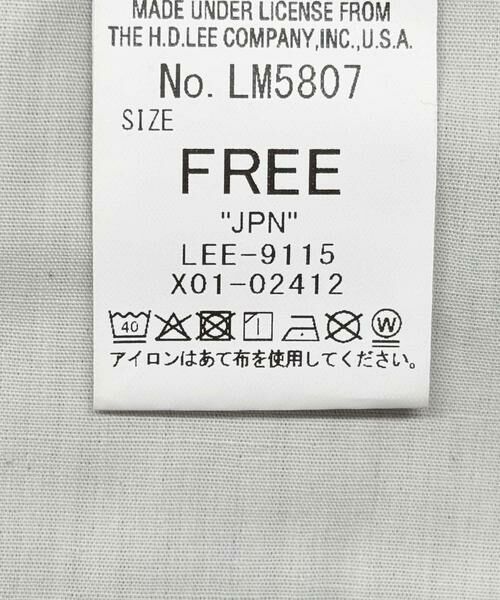 MADE UNDER LICENSE FROM
THE H.D.LEE COMPANY,INC.,U.S.A.
No. LM5807
SIZE
FREE
"JPN"
LEE-9115
X01-02412
40 W
アイロンはあて布を使用してください。